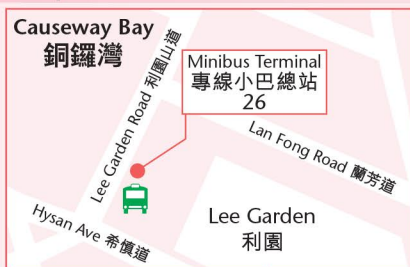 Causeway Bay
銅鑼灣
Minibus Terminal
專線小巴總站
26
Lee Garden Road 利園山道
Lan Fong Road 蘭芳道
Hysan Ave 希慎道
Lee Garden
利園